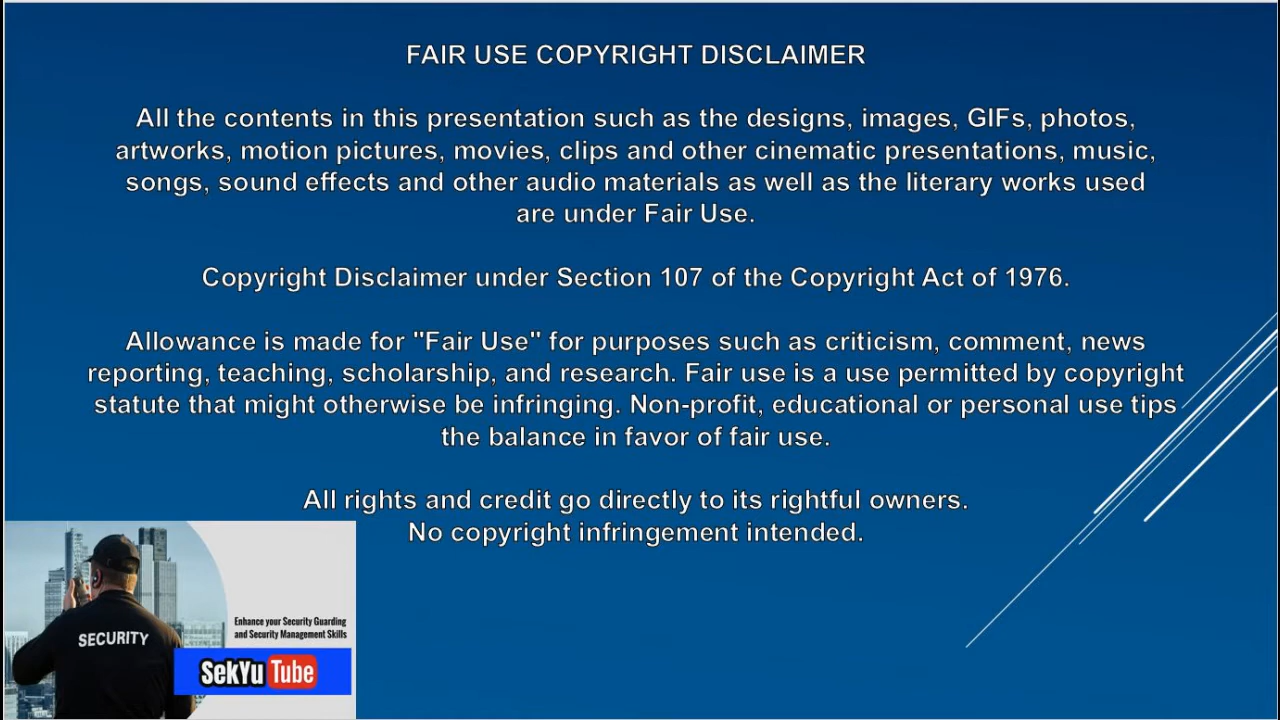 FAIR USE COPYRIGHT DISCLAIMER
All the contents in this presentation such as the designs, images, GIFs, photos,
artworks, motion pictures, movies, clips and other cinematic presentations, music,
songs, sound effects and other audio materials as well as the literary works used
are under Fair Use.
Copyright Disclaimer under Section 107 of the Copyright Act of 1976.
Allowance is made for "Fair Use" for purposes such as criticism, comment, news
reporting, teaching, scholarship, and research. Fair use is a use permitted by copyright
statute that might otherwise be infringing. Non-profit, educational or personal use tips
the balance in favor of fair use.
All rights and credit go directly to its rightful owners.
No copyright infringement intended.
Enhance your Security Guarding
and Security Management Skills
SECURITY
SekYu Tube